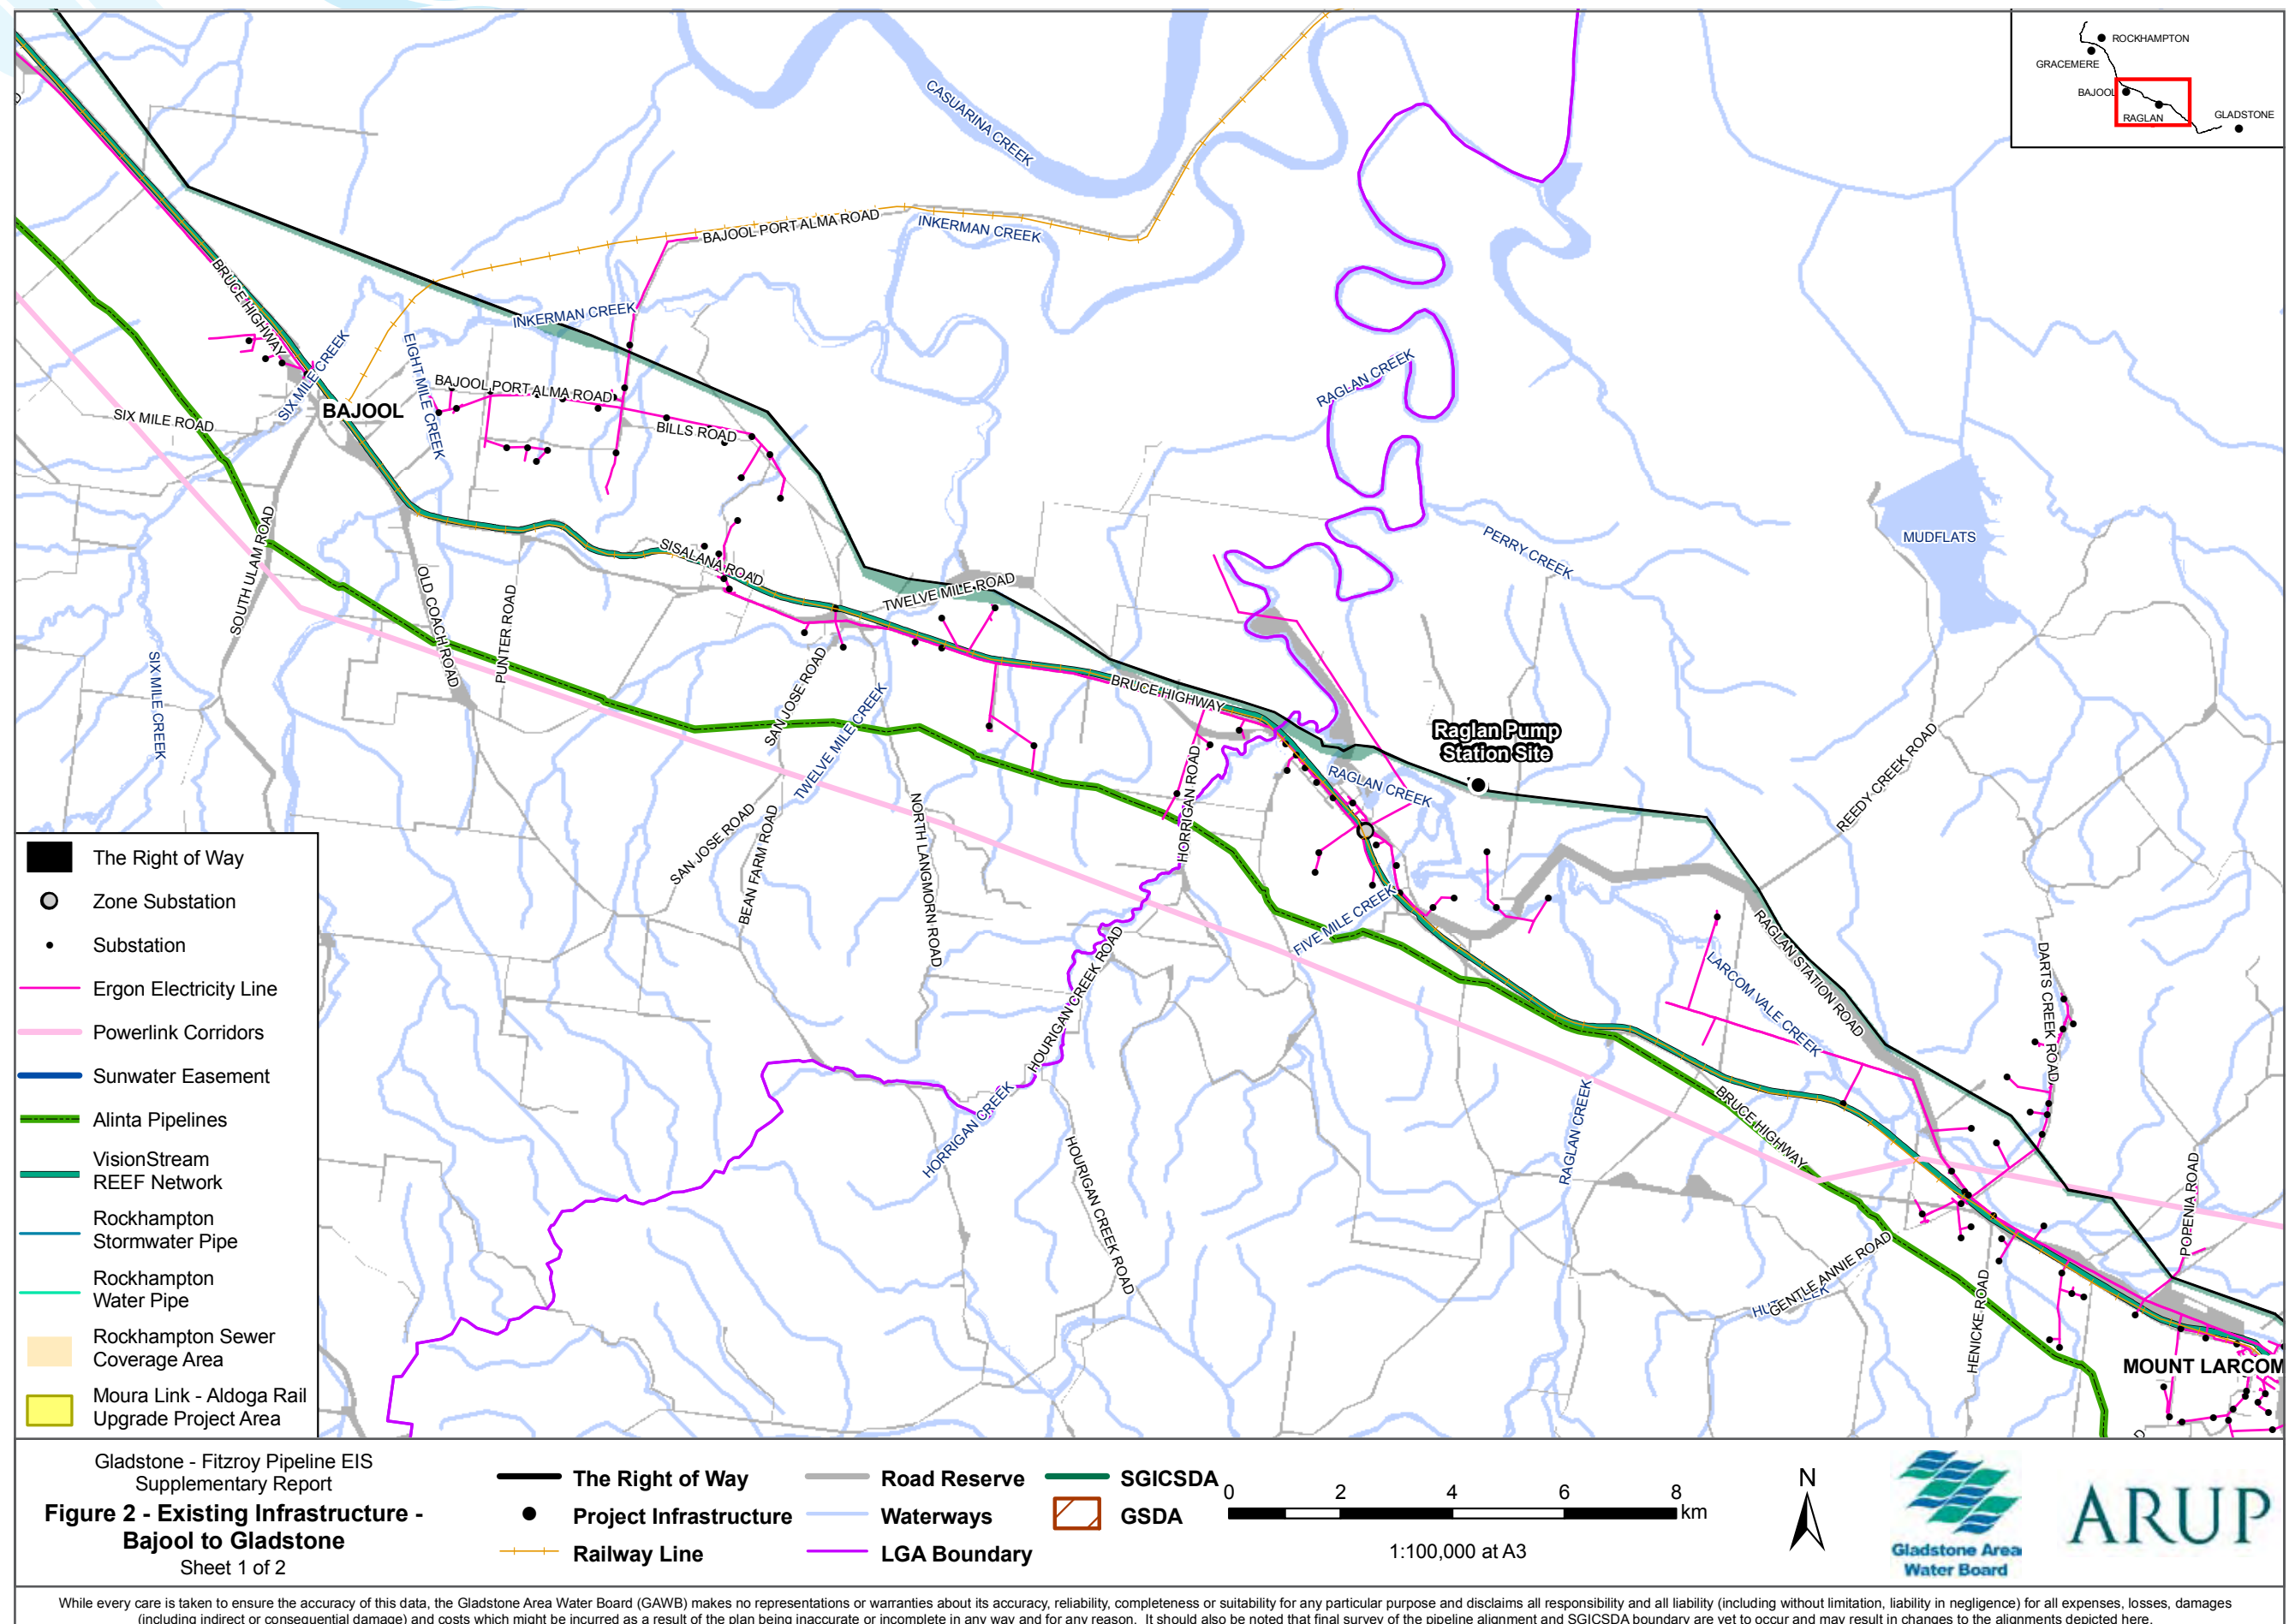 ROCKHAMPTON
GRACEMERE
BAJOOL
RAGLAN
GLADSTONE
CASUARINA CREEK
BAJOOL PORT ALMA ROAD
INKERMAN CREEK
BRUCE HIGHWAY
INKERMAN CREEK
SIX MILE CREEK
EIGHT MILE CREEK
RAGLAN CREEK
BAJOOL PORT ALMA ROAD
BAJOOL
SIX MILE ROAD
BILLS ROAD
MUDFLATS
PERRY CREEK
SOUTH ULAM ROAD
SISALANA ROAD
OLD COACH ROAD
PUNTER ROAD
TWELVE MILE ROAD
SIX MILE CREEK
SAN JOSE ROAD
TWELVE MILE CREEK
BRUCE HIGHWAY
Raglan Pump
Station Site
RAGLAN CREEK
HORRIGAN ROAD
REEDY CREEK ROAD
SAN JOSE ROAD
BEAN FARM ROAD
NORTH LANGMORN ROAD
FIVE MILE CREEK
RAGLAN STATION ROAD
LARCOM VALE CREEK
DARTS CREEK ROAD
HOURIGAN CREEK ROAD
HORRIGAN CREEK
RAGLAN CREEK
BRUCE HIGHWAY
HOURIGAN CREEK ROAD
POPENIA ROAD
GENTLE ANNIE ROAD
HENICKE ROAD
MOUNT LARCOM
The Right of Way
Zone Substation
Substation
Ergon Electricity Line
Powerlink Corridors
Sunwater Easement
Alinta Pipelines
VisionStream
REEF Network
Rockhampton
Stormwater Pipe
Rockhampton
Water Pipe
Rockhampton Sewer
Coverage Area
Moura Link - Aldoga Rail
Upgrade Project Area
Gladstone - Fitzroy Pipeline EIS
Supplementary Report
Figure 2 - Existing Infrastructure -
Bajool to Gladstone
Sheet 1 of 2
The Right of Way
Project Infrastructure
Railway Line
Road Reserve
Waterways
LGA Boundary
SGICSDA
GSDA
0 2 4 6 8
km
1:100,000 at A3
N
Gladstone Area
Water Board
ARUP
While every care is taken to ensure the accuracy of this data, the Gladstone Area Water Board (GAWB) makes no representations or warranties about its accuracy, reliability, completeness or suitability for any particular purpose and disclaims all responsibility and all liability (including without limitation, liability in negligence) for all expenses, losses, damages
(including indirect or consequential damage) and costs which might be incurred as a result of the plan being inaccurate or incomplete in any way and for any reason. It should also be noted that final survey of the pipeline alignment and SGICSDA boundary are yet to occur and may result in changes to the alignments depicted here.